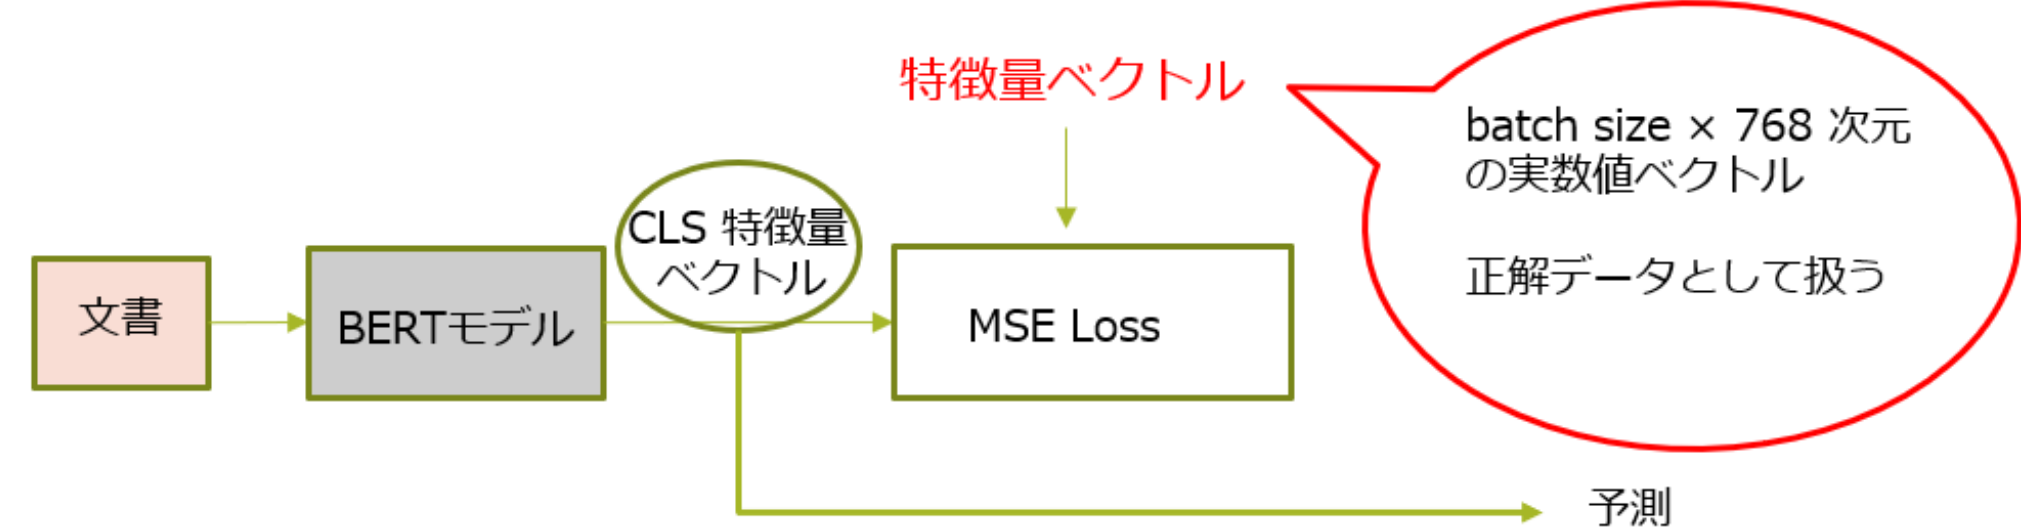 特徴量ベクトル
batch size × 768 次元
の実数値ベクトル
正解データとして扱う
CLS 特徴量
ベクトル
文書
BERTモデル
MSE Loss
予測